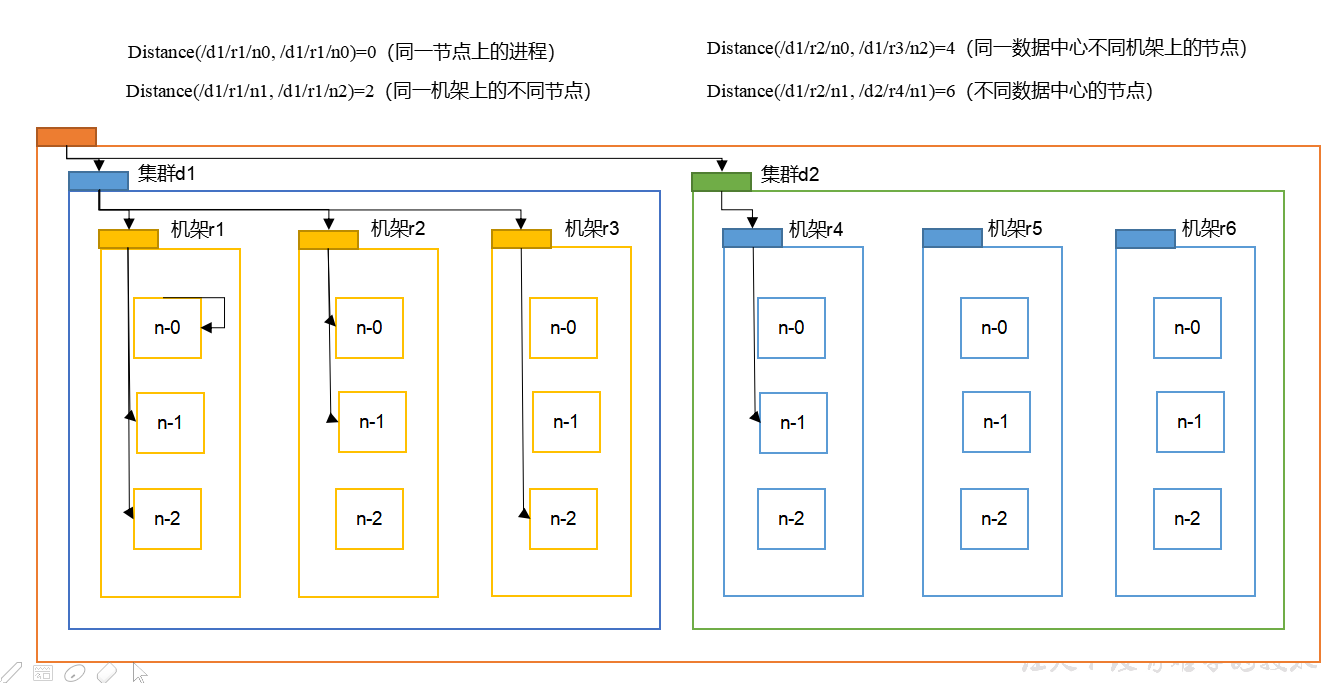 Distance(/d1/r1/n0, /d1/r1/n0)=0（同一节点上的进程）
Distance(/d1/r2/n0, /d1/r3/n2)=4（同一数据中心不同机架上的节点）
Distance(/d1/r1/n1, /d1/r1/n2)=2（同一机架上的不同节点）
Distance(/d1/r2/n1, /d2/r4/n1)=6（不同数据中心的节点）
集群d1
集群d2
机架r1
机架r2
机架r3
机架r4
机架r5
机架r6
n-0
n-0
n-0
n-0
n-0
n-0
n-1
n-1
n-1
n-1
n-1
n-1
n-2
n-2
n-2
n-2
n-2
n-2